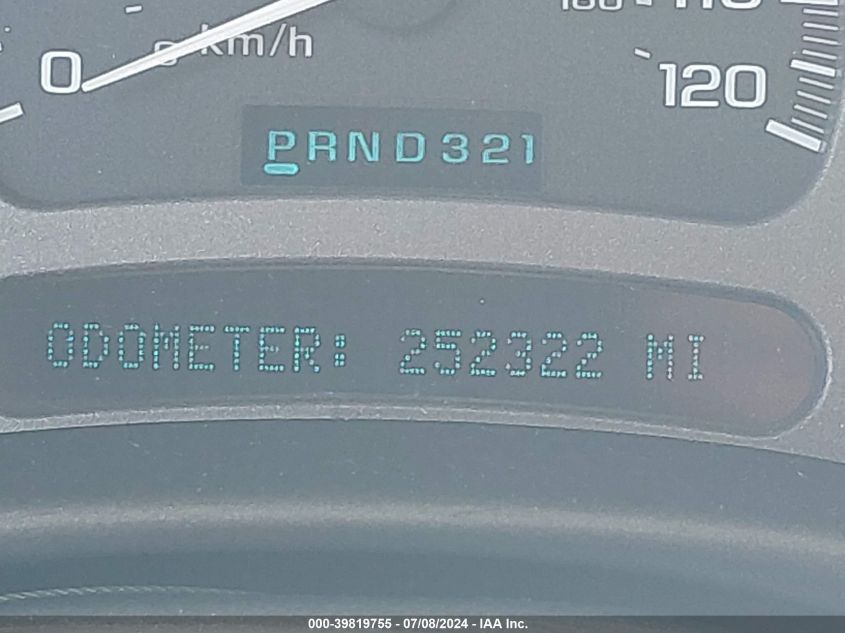 km/h
0
120
PRND321
ODOMETER: 252322 MI
000-39819755 - 07/08/2024 - IAA Inc.